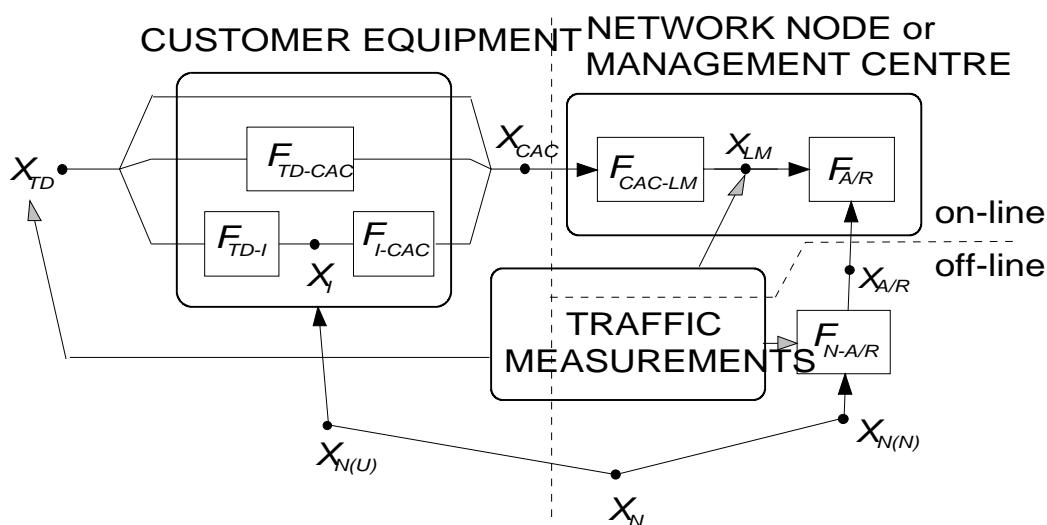 CUSTOMER EQUIPMENT
NETWORK NODE or
MANAGEMENT CENTRE
X_TD
F_TD-CAC
F_TD-I
X_I
F_I-CAC
X_CAC
F_CAC-LM
X_LM
F_A/R
on-line
off-line
X_A/R
TRAFFIC
MEASUREMENTS
F_N-A/R
X_N(U)
X_N(N)
X_N